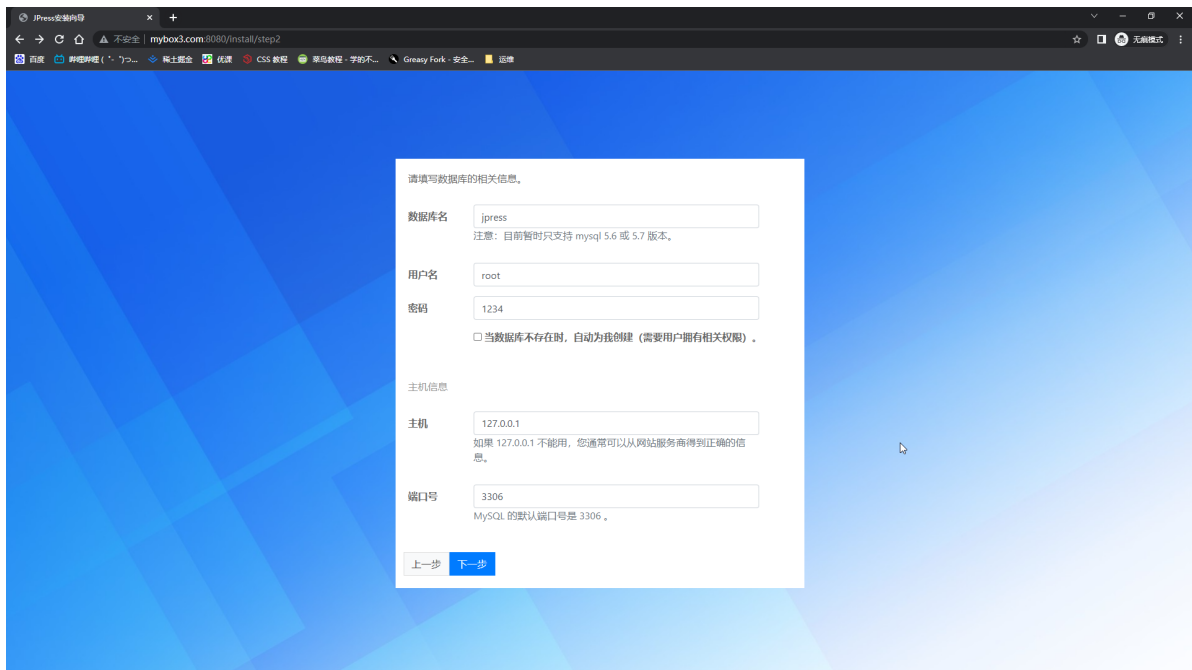 JPress安装向导
不安全 | mybox3.com:8080/install/step2
无痕模式
百度 哔哩哔哩 ( ゜- ゜)つ... 稀土掘金 优课 CSS 教程 菜鸟教程 - 学的不... Greasy Fork - 安全... 运维
请填写数据库的相关信息。
数据库名 jpress
注意：目前暂时只支持 mysql 5.6 或 5.7 版本。
用户名 root
密码 1234
当数据库不存在时，自动为我创建（需要用户拥有相关权限）。
主机信息
主机 127.0.0.1
如果 127.0.0.1 不能用，您通常可以从网站服务商得到正确的信
息。
端口号 3306
MySQL 的默认端口号是 3306 。
上一步 下一步